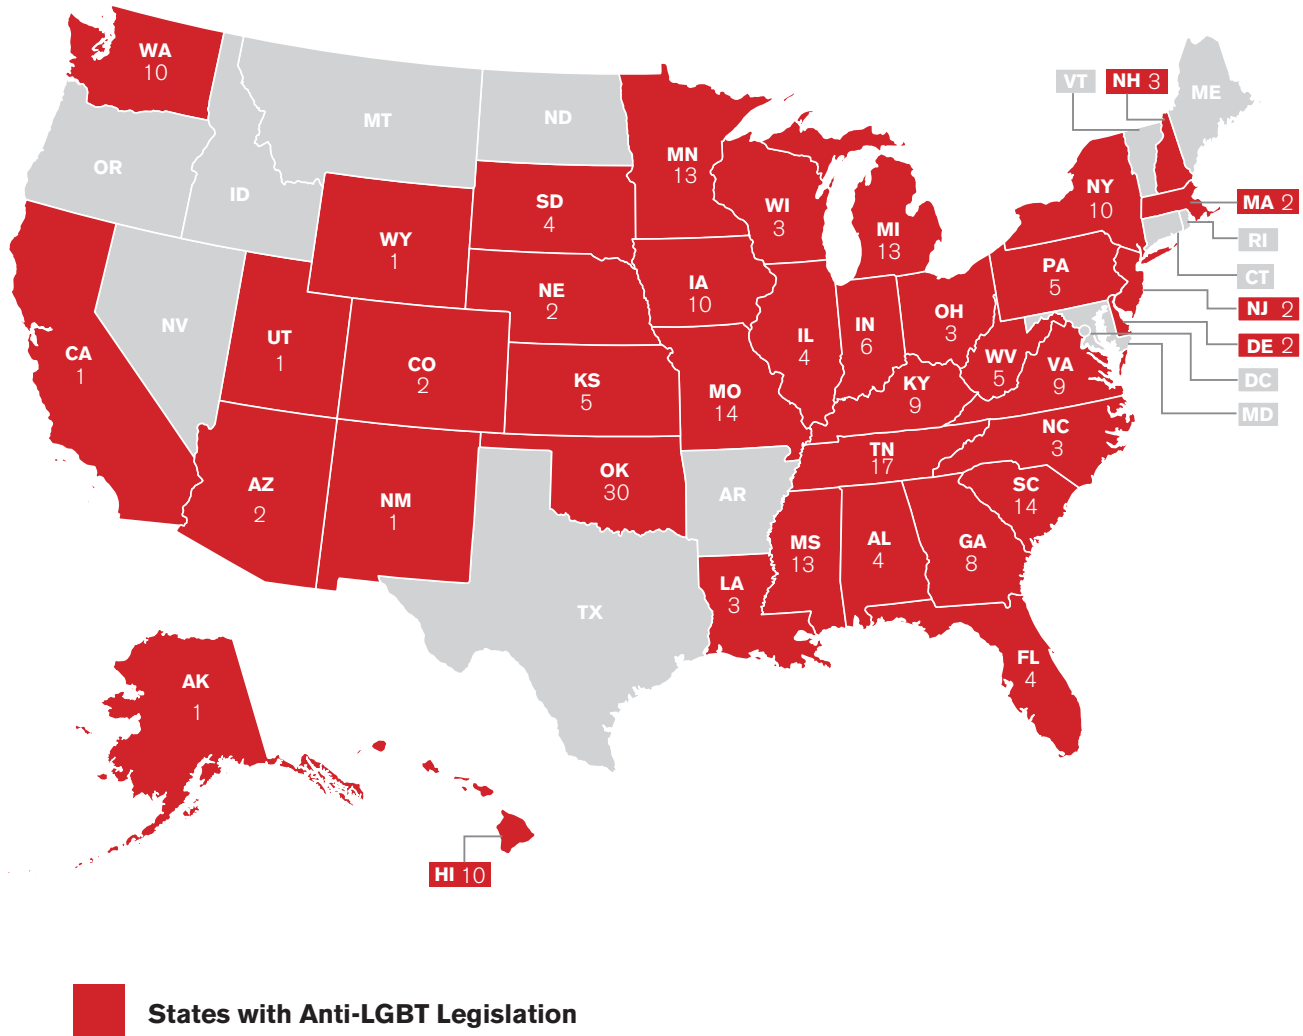 WA
10
VT
NH 3
ME
MT
ND
OR
ID
MN
13
SD
4
WI
3
NY
10
MA 2
WY
1
MI
13
RI
PA
5
CT
IA
10
NE
2
NJ 2
NV
OH
3
IN
6
IL
4
UT
1
DE 2
CA
1
CO
2
WV
5
VA
9
KS
5
KY
9
DC
MO
14
MD
NC
3
TN
17
OK
30
AZ
2
NM
1
AR
SC
14
MS
13
AL
4
GA
8
LA
3
TX
FL
4
AK
1
HI 10
States with Anti-LGBT Legislation